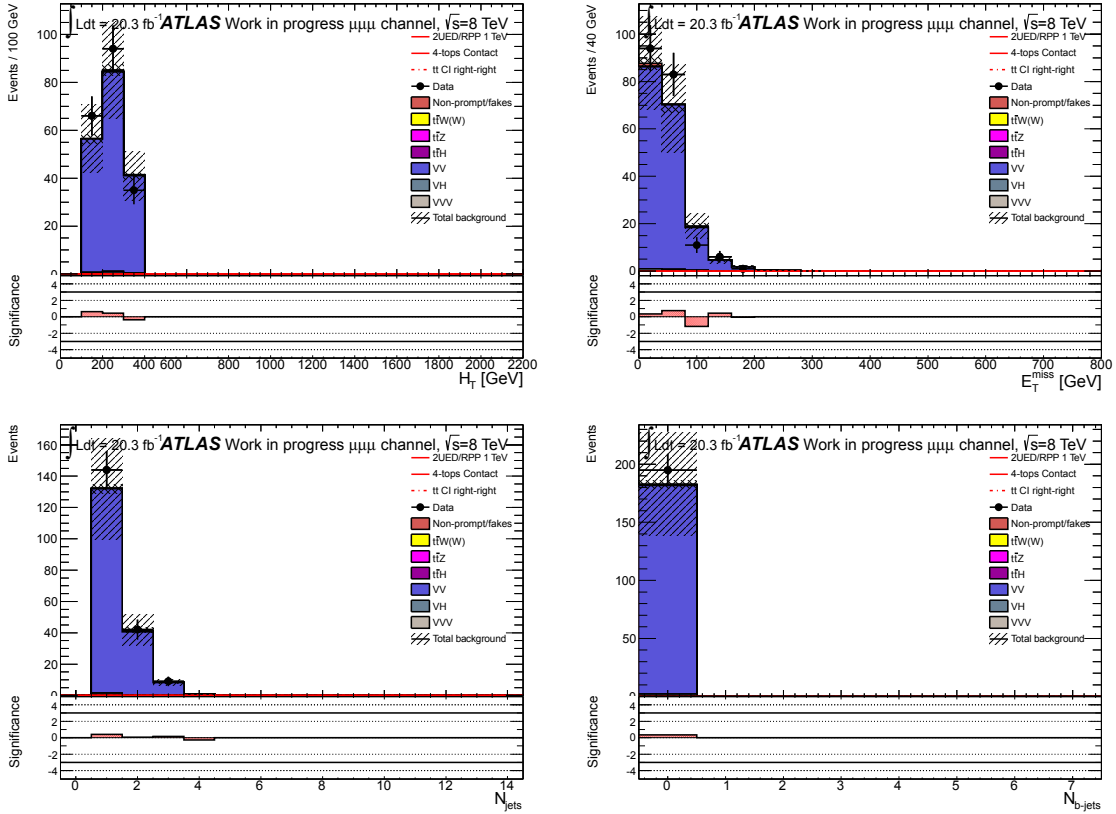 ∫ Ldt = 20.3 fb⁻¹ ATLAS Work in progress μμμ channel, √s=8 TeV
Events / 100 GeV
2UED/RPP 1 TeV
4-tops Contact
tt CI right-right
Data
Non-prompt/fakes
tt̄W(W)
tt̄Z
tt̄H
VV
VH
VVV
Total background
100
80
60
40
20
0
Significance
4
2
0
-2
-4
0 200 400 600 800 1000 1200 1400 1600 1800 2000 2200
H_T [GeV]
∫ Ldt = 20.3 fb⁻¹ ATLAS Work in progress μμμ channel, √s=8 TeV
Events / 40 GeV
2UED/RPP 1 TeV
4-tops Contact
tt CI right-right
Data
Non-prompt/fakes
tt̄W(W)
tt̄Z
tt̄H
VV
VH
VVV
Total background
100
80
60
40
20
0
Significance
4
2
0
-2
-4
0 100 200 300 400 500 600 700 800
E_T^miss [GeV]
∫ Ldt = 20.3 fb⁻¹ ATLAS Work in progress μμμ channel, √s=8 TeV
Events
2UED/RPP 1 TeV
4-tops Contact
tt CI right-right
Data
Non-prompt/fakes
tt̄W(W)
tt̄Z
tt̄H
VV
VH
VVV
Total background
160
140
120
100
80
60
40
20
0
Significance
4
2
0
-2
-4
0 2 4 6 8 10 12 14
N_jets
∫ Ldt = 20.3 fb⁻¹ ATLAS Work in progress μμμ channel, √s=8 TeV
Events
2UED/RPP 1 TeV
4-tops Contact
tt CI right-right
Data
Non-prompt/fakes
tt̄W(W)
tt̄Z
tt̄H
VV
VH
VVV
Total background
200
150
100
50
0
Significance
4
2
0
-2
-4
0 1 2 3 4 5 6 7
N_b-jets